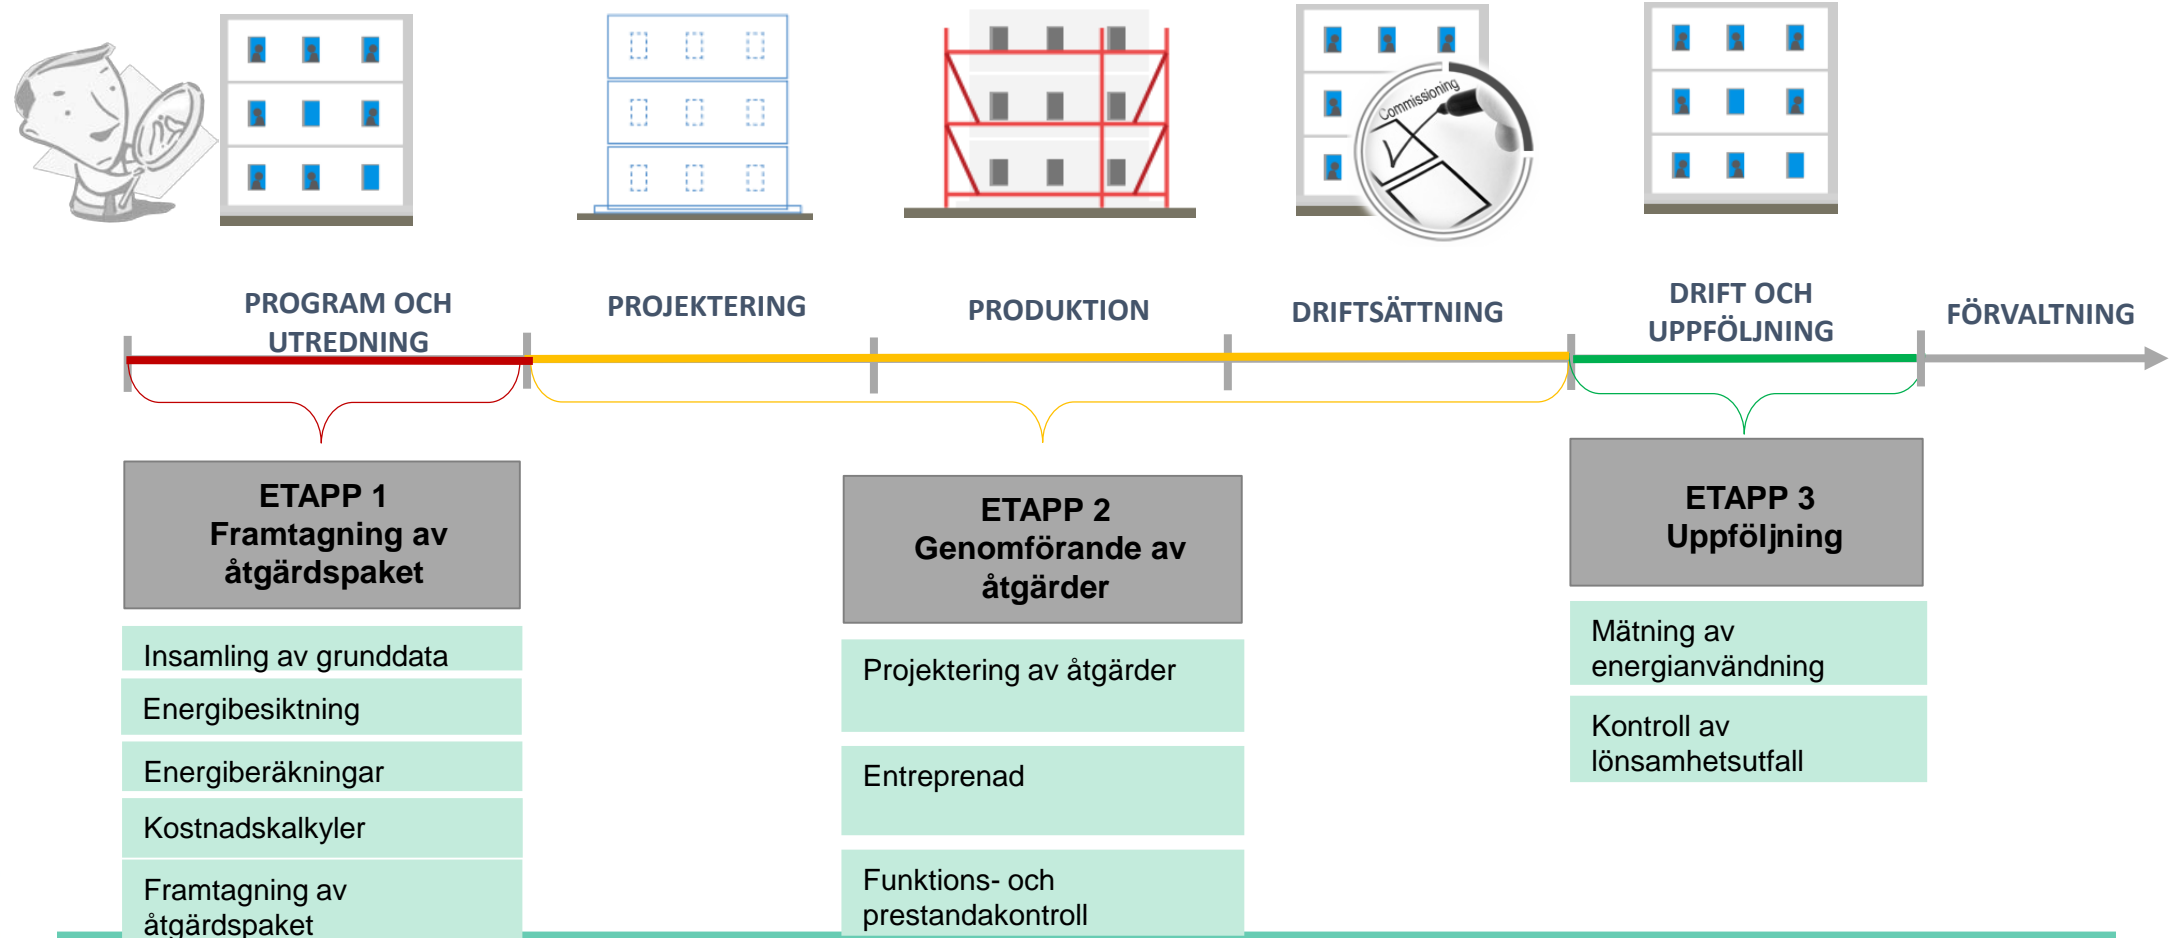 Commissioning
PROGRAM OCH
UTREDNING
PROJEKTERING
PRODUKTION
DRIFTSÄTTNING
DRIFT OCH
UPPFÖLJNING
FÖRVALTNING
ETAPP 1
Framtagning av
åtgärdspaket
Insamling av grunddata
Energibesiktning
Energiberäkningar
Kostnadskalkyler
Framtagning av
åtgärdspaket
ETAPP 2
Genomförande av
åtgärder
Projektering av åtgärder
Entreprenad
Funktions- och
prestandakontroll
ETAPP 3
Uppföljning
Mätning av
energianvändning
Kontroll av
lönsamhetsutfall